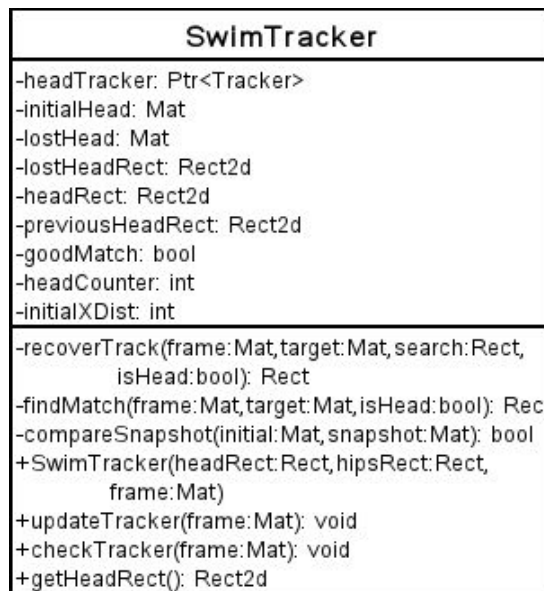 SwimTracker
-headTracker: Ptr<Tracker>
-initialHead: Mat
-lostHead: Mat
-lostHeadRect: Rect2d
-headRect: Rect2d
-previousHeadRect: Rect2d
-goodMatch: bool
-headCounter: int
-initialXDist: int
-recoverTrack(frame:Mat,target:Mat,search:Rect,
isHead:bool): Rect
-findMatch(frame:Mat,target:Mat,isHead:bool): Rec
-compareSnapshot(initial:Mat,snapshot:Mat): bool
+SwimTracker(headRect:Rect,hipsRect:Rect,
frame:Mat)
+updateTracker(frame:Mat): void
+checkTracker(frame:Mat): void
+getHeadRect(): Rect2d